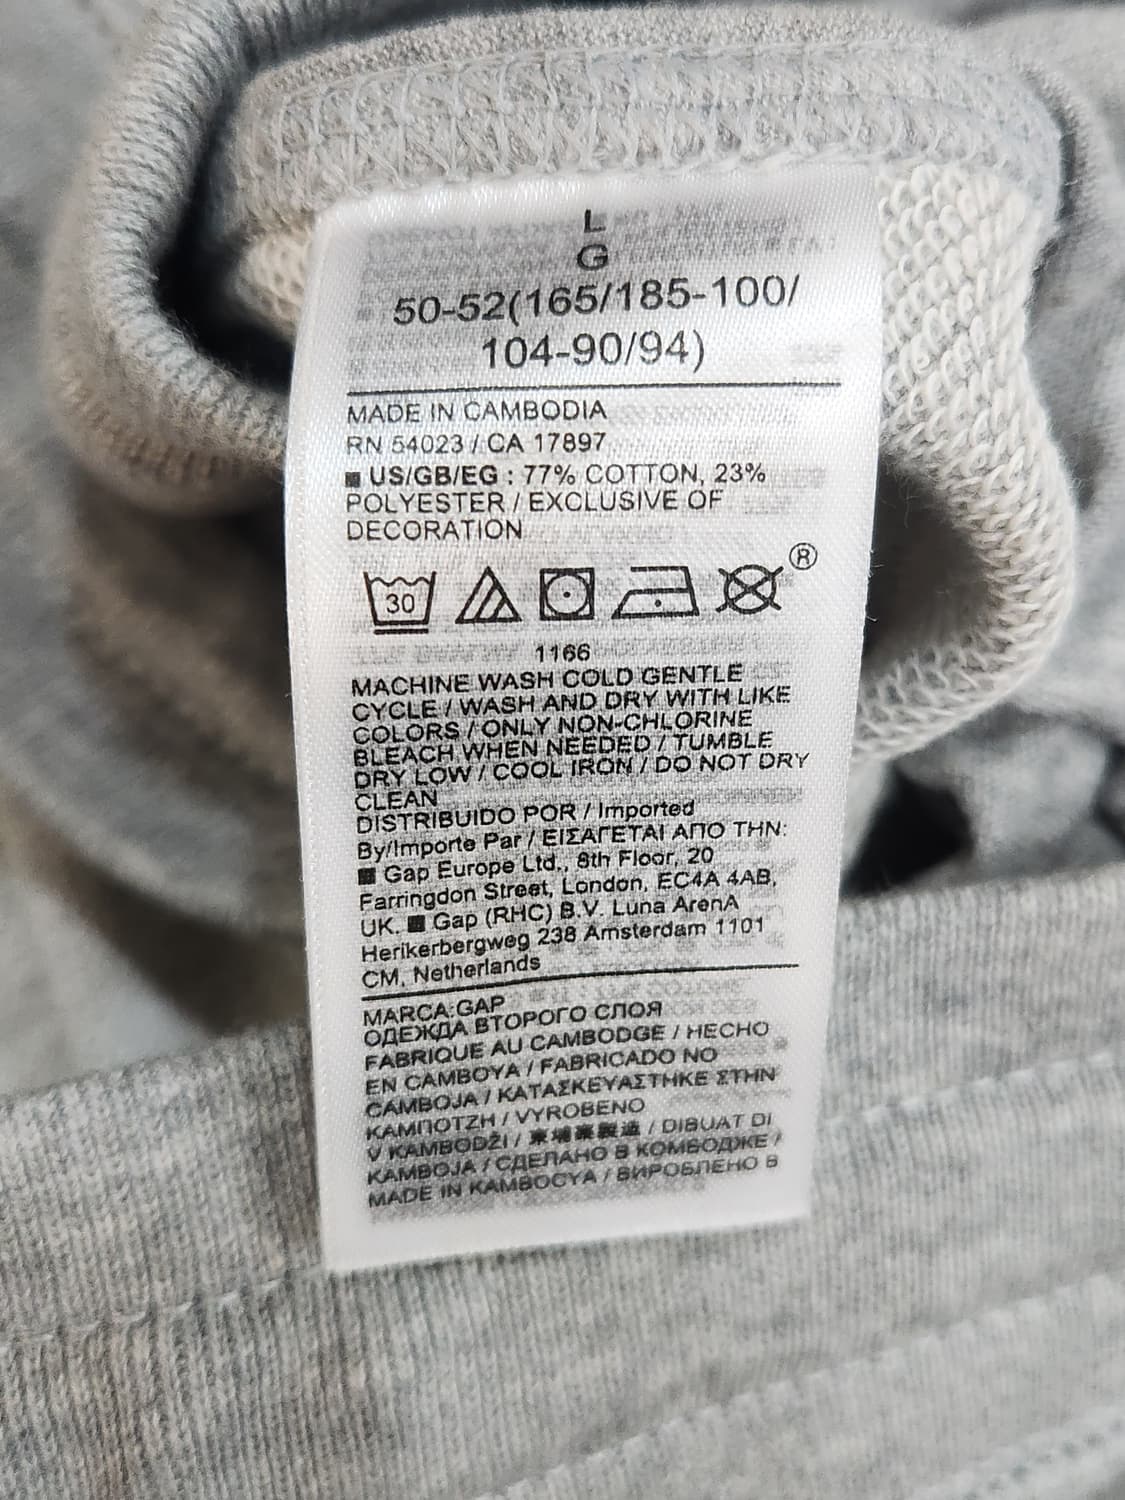 L
G
50-52(165/185-100/
104-90/94)
MADE IN CAMBODIA
RN 54023 / CA 17897
■ US/GB/EG : 77% COTTON, 23%
POLYESTER / EXCLUSIVE OF
DECORATION
30
®
1166
MACHINE WASH COLD GENTLE
CYCLE / WASH AND DRY WITH LIKE
COLORS / ONLY NON-CHLORINE
BLEACH WHEN NEEDED / TUMBLE
DRY LOW / COOL IRON / DO NOT DRY
CLEAN
DISTRIBUIDO POR / Imported
By/Importe Par / ΕΙΣΑΓΕΤΑΙ ΑΠΟ ΤΗΝ:
■ Gap Europe Ltd., 8th Floor, 20
Farringdon Street, London, EC4A 4AB,
UK. ■ Gap (RHC) B.V. Luna ArenA
Herikerbergweg 238 Amsterdam 1101
CM, Netherlands
MARCA:GAP
ОДЕЖДА ВТОРОГО СЛОЯ
FABRIQUE AU CAMBODGE / HECHO
EN CAMBOYA / FABRICADO NO
CAMBOJA / ΚΑΤΑΣΚΕΥΑΣΤΗΚΕ ΣΤΗΝ
ΚΑΜΠΟΤΖΗ / VYROBENO
V KAMBODŽI / 柬埔寨製造 / DIBUAT DI
KAMBOJA / СДЕЛАНО В КОМБОДЖЕ /
MADE IN KAMBOCYA / ВИРОБЛЕНО В